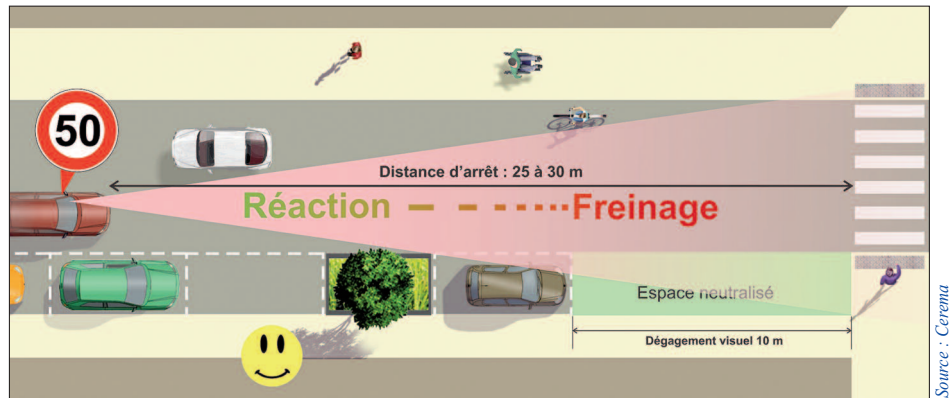 50
Distance d'arrêt : 25 à 30 m
Réaction Freinage
Espace neutralisé
Dégagement visuel 10 m
Source : Cerema